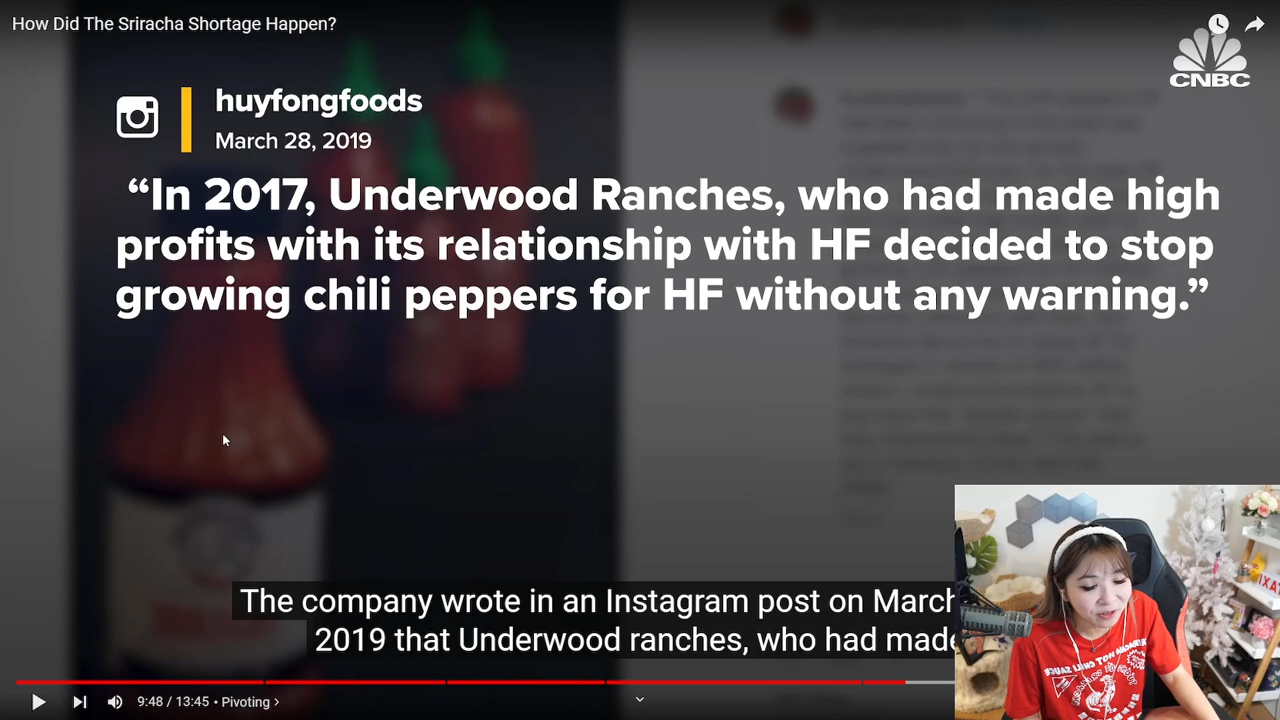 How Did The Sriracha Shortage Happen?
CNBC
huyfongfoods
March 28, 2019
“In 2017, Underwood Ranches, who had made high
profits with its relationship with HF decided to stop
growing chili peppers for HF without any warning.”
The company wrote in an Instagram post on March
2019 that Underwood ranches, who had made
9:48 / 13:45 • Pivoting